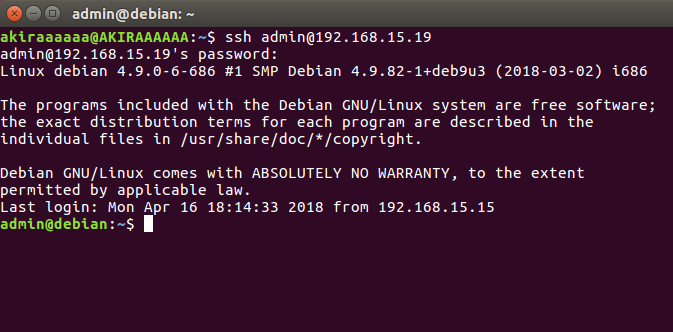 admin@debian: ~
akiraaaaaa@AKIRAAAAAA:~$ ssh admin@192.168.15.19
admin@192.168.15.19's password:
Linux debian 4.9.0-6-686 #1 SMP Debian 4.9.82-1+deb9u3 (2018-03-02) i686
The programs included with the Debian GNU/Linux system are free software;
the exact distribution terms for each program are described in the
individual files in /usr/share/doc/*/copyright.
Debian GNU/Linux comes with ABSOLUTELY NO WARRANTY, to the extent
permitted by applicable law.
Last login: Mon Apr 16 18:14:33 2018 from 192.168.15.15
admin@debian:~$